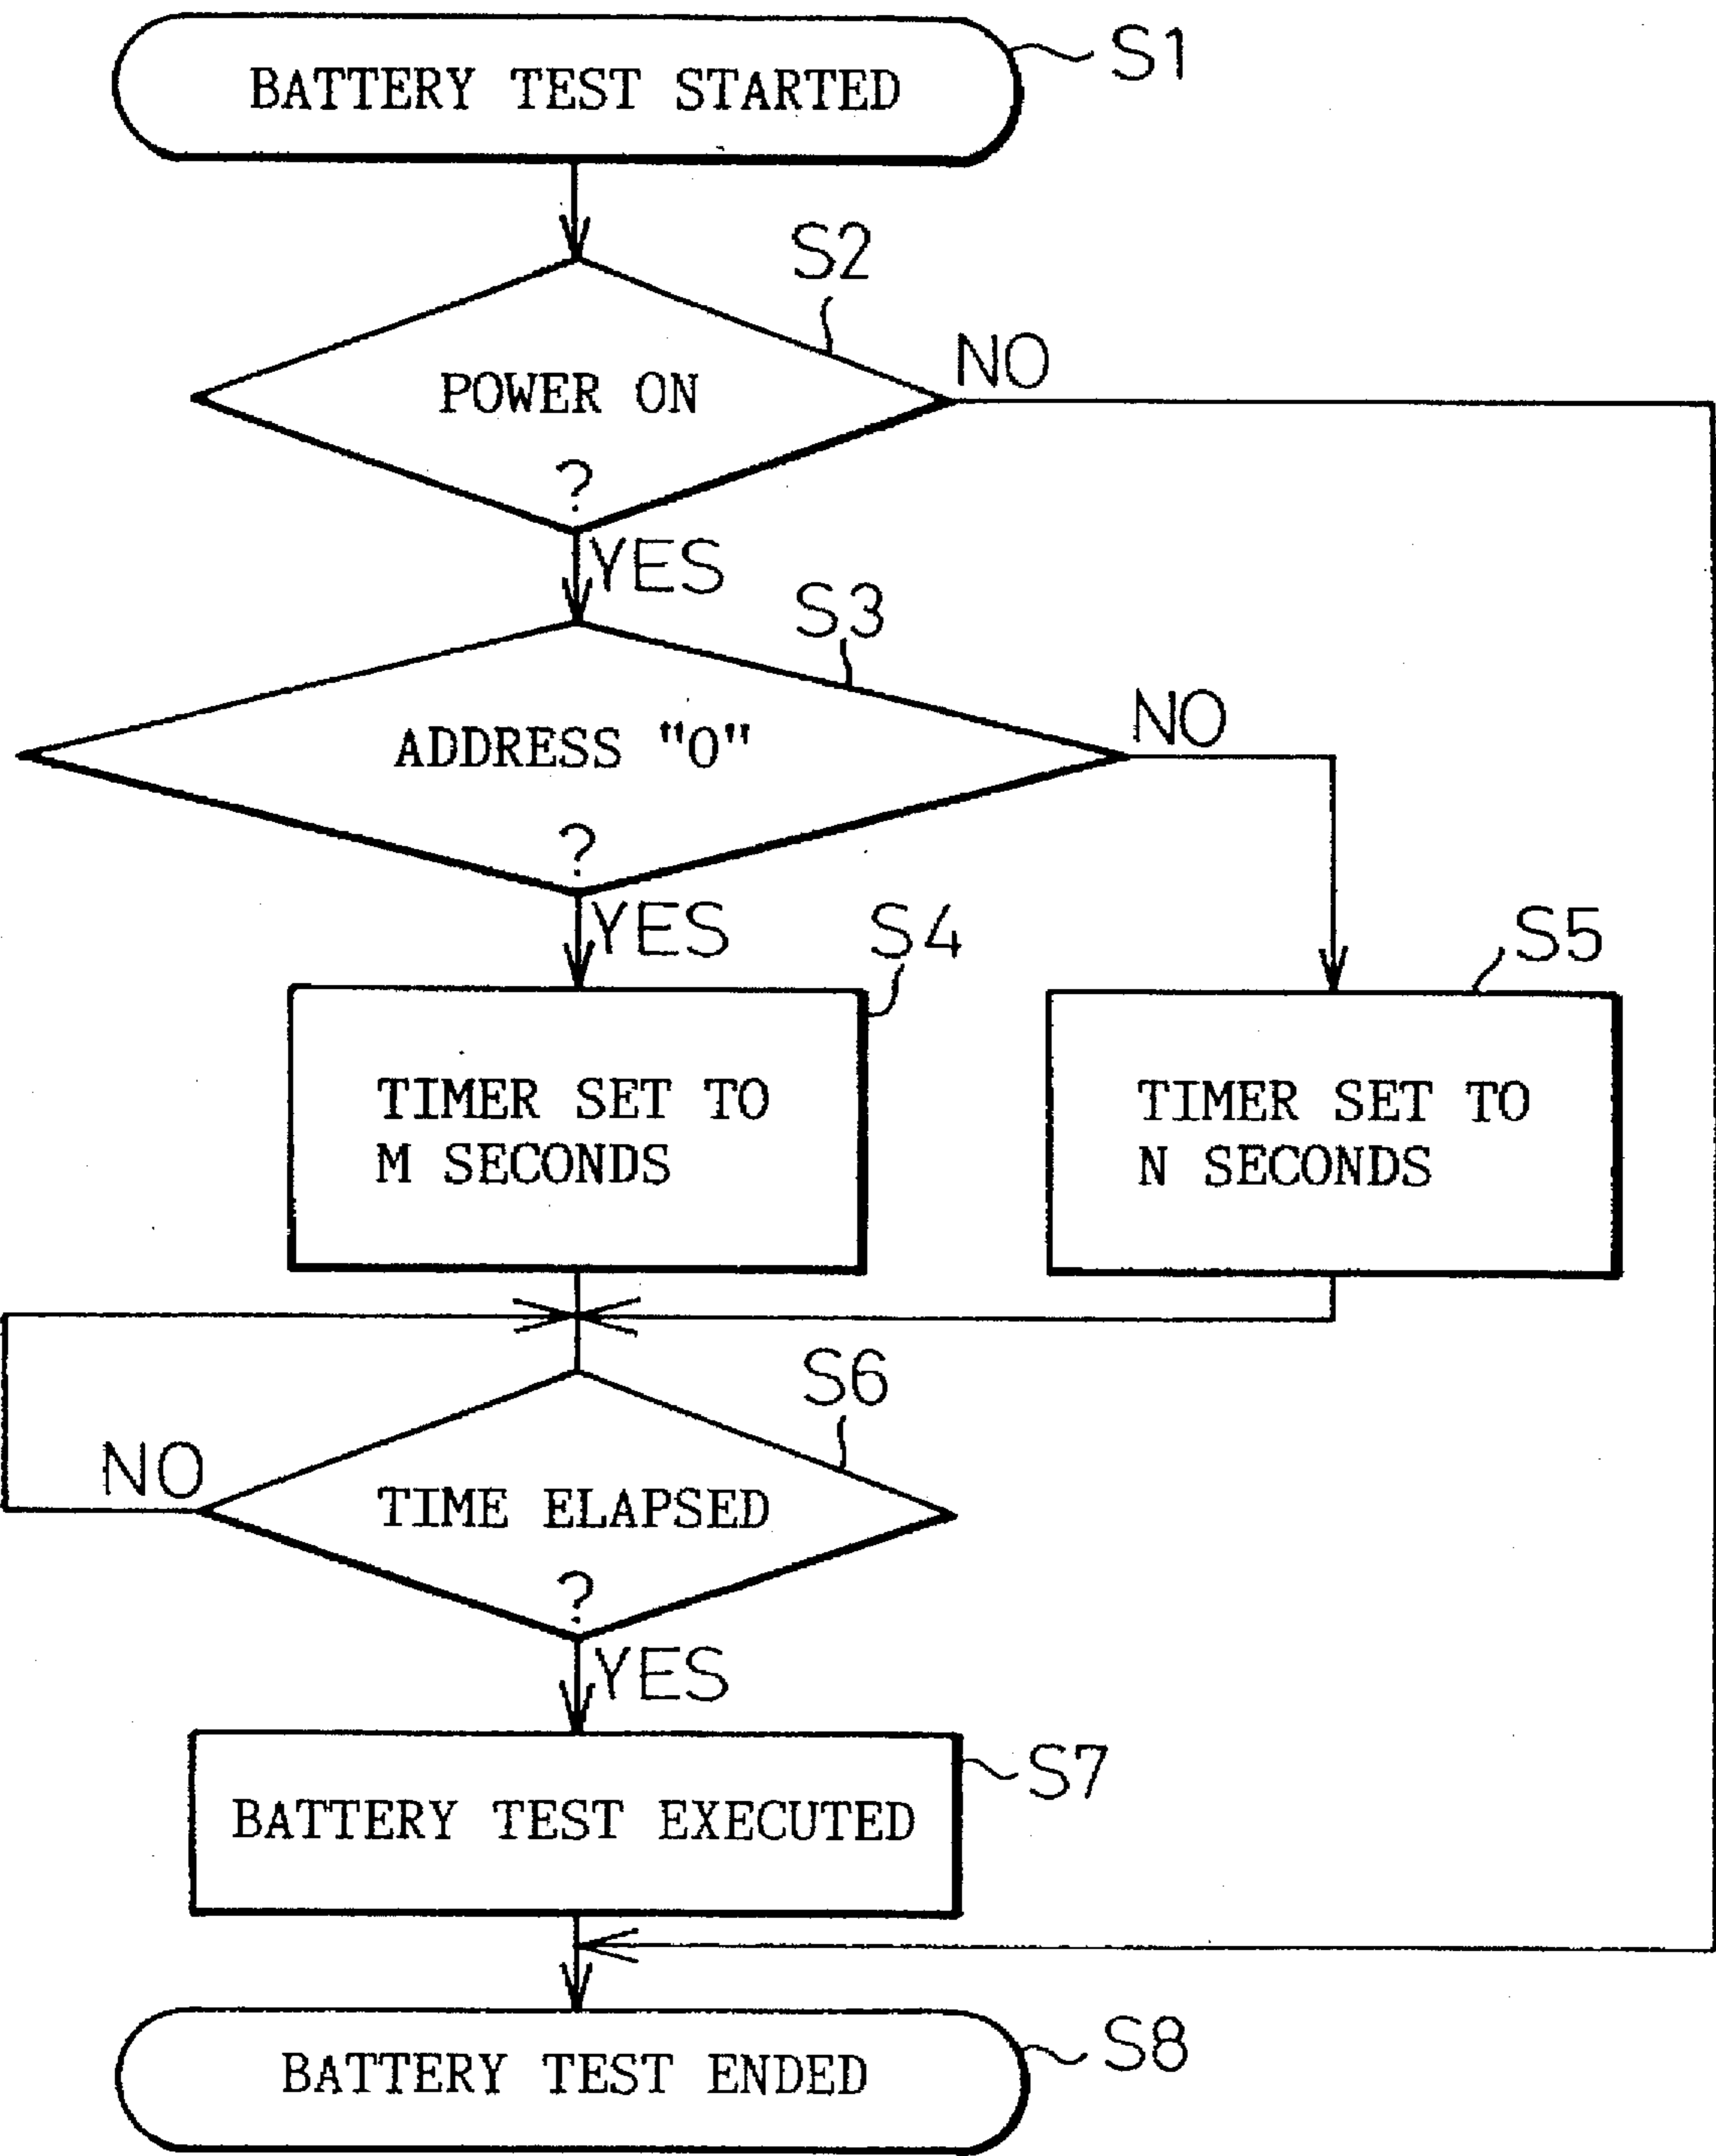 BATTERY TEST STARTED
S1
S2
POWER ON
?
NO
YES
S3
ADDRESS "0"
?
NO
YES
S4
TIMER SET TO
M SECONDS
S5
TIMER SET TO
N SECONDS
S6
TIME ELAPSED
?
NO
YES
BATTERY TEST EXECUTED
S7
BATTERY TEST ENDED
S8